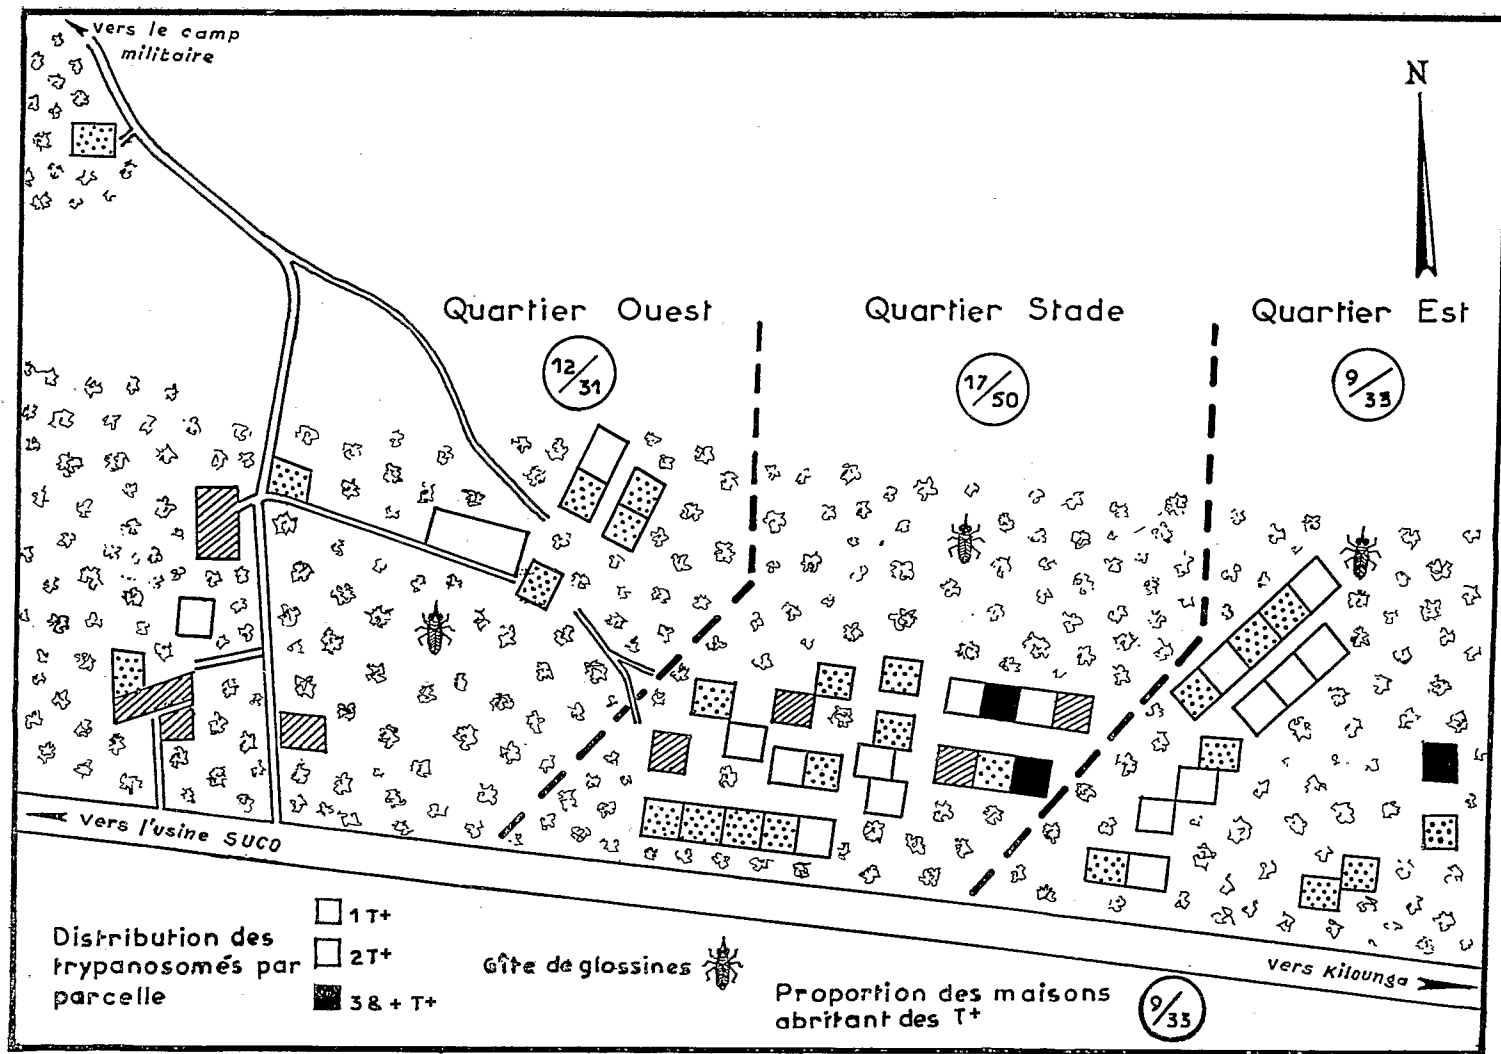 vers le camp
militaire
N
Quartier Ouest
Quartier Stade
Quartier Est
12/31
17/50
9/33
vers l'usine SUCO
vers Kilounga
Distribution des
trypanosomés par
parcelle
1 T+
2T+
3 & + T+
Gîte de glossines
Proportion des maisons
abritant des T+
9/33